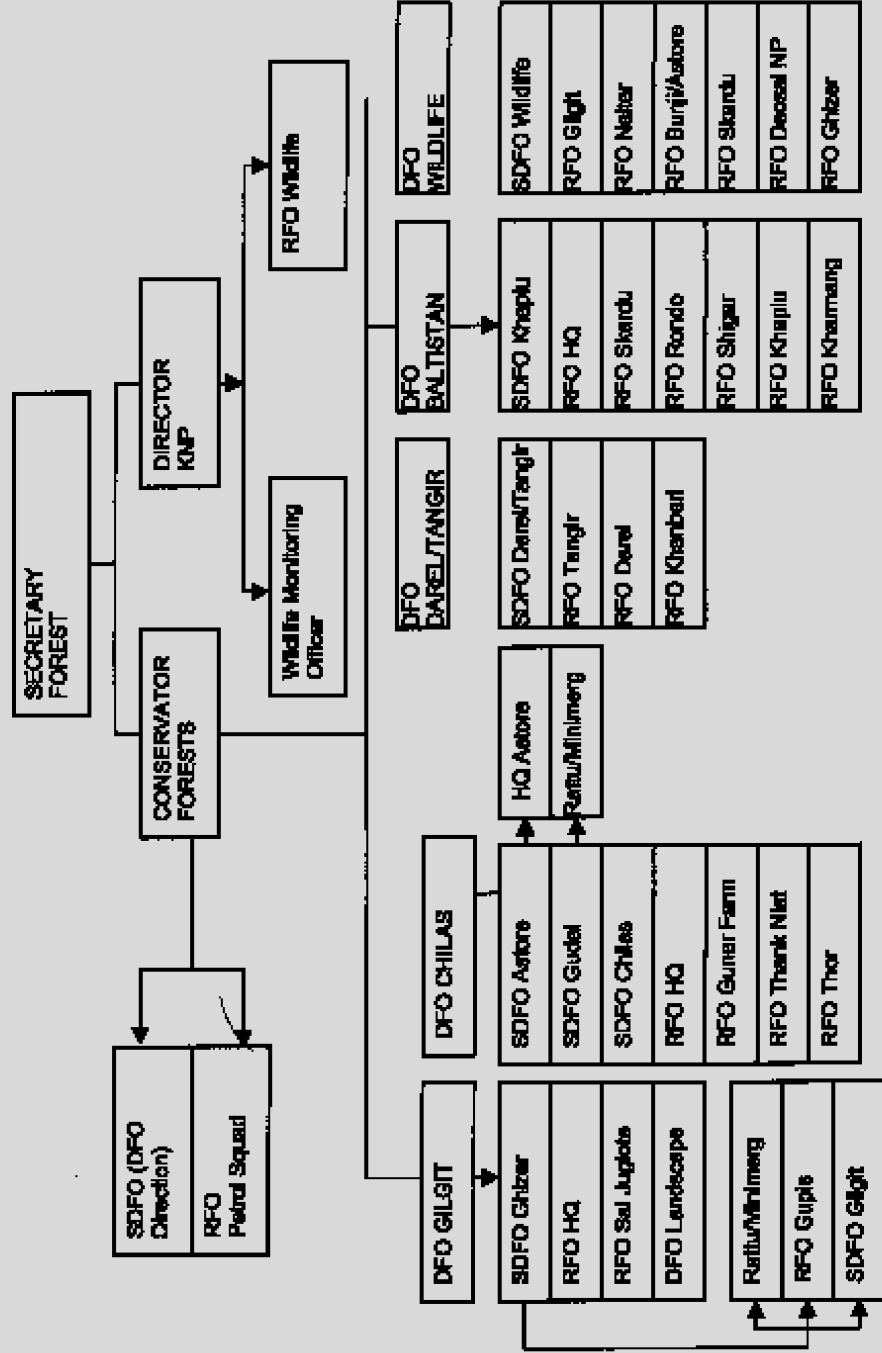 SECRETARY
FOREST
CONSERVATOR
FORESTS
DIRECTOR
KNP
SDFO (DFO
Direction)
RFO
Patrol Squad
Wildlife Monitoring
Officer
RFO Wildlife
DFO GILGIT
SDFO Ghizer
RFO HQ
RFO Sai Juglote
DFO Landscape
Rattu/Minimerg
RFO Gupis
SDFO Gilgit
DFO CHILAS
SDFO Astore
SDFO Gudai
SDFO Chilas
RFO HQ
RFO Guner Farm
RFO Thank Niat
RFO Thor
HQ Astore
Rattu/Minimerg
DFO
DAREL/TANGIR
SDFO Darel/Tangir
RFO Tangir
RFO Darel
RFO Khanbari
DFO
BALTISTAN
SDFO Khaplu
RFO HQ
RFO Skardu
RFO Rondo
RFO Shigar
RFO Khaplu
RFO Kharmang
DFO
WILDLIFE
SDFO Wildlife
RFO Gilgit
RFO Naltar
RFO Bunji/Astore
RFO Skardu
RFO Deosai NP
RFO Ghizer